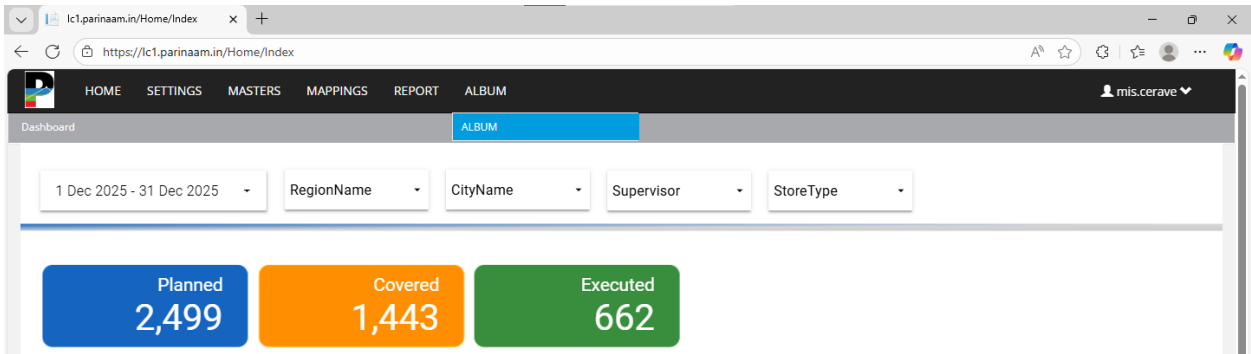 lc1.parinaam.in/Home/Index
https://lc1.parinaam.in/Home/Index
HOME SETTINGS MASTERS MAPPINGS REPORT ALBUM mis.cerave
Dashboard ALBUM
1 Dec 2025 - 31 Dec 2025 RegionName CityName Supervisor StoreType
Planned Covered Executed
2,499 1,443 662